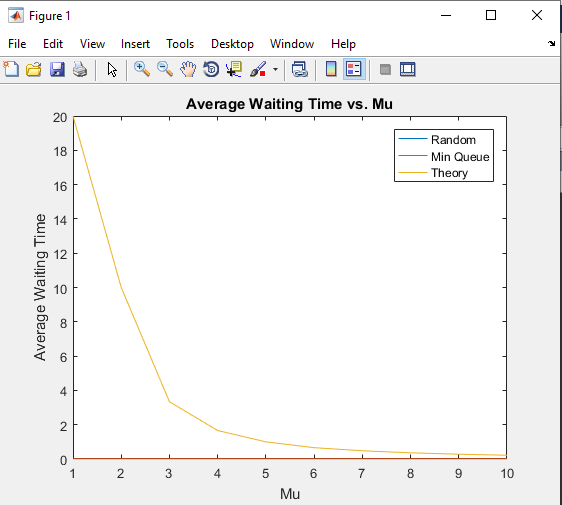 Figure 1
File Edit View Insert Tools Desktop Window Help
Average Waiting Time vs. Mu
Random
Min Queue
Theory
Average Waiting Time
20
18
16
14
12
10
8
6
4
2
0
1 2 3 4 5 6 7 8 9 10
Mu